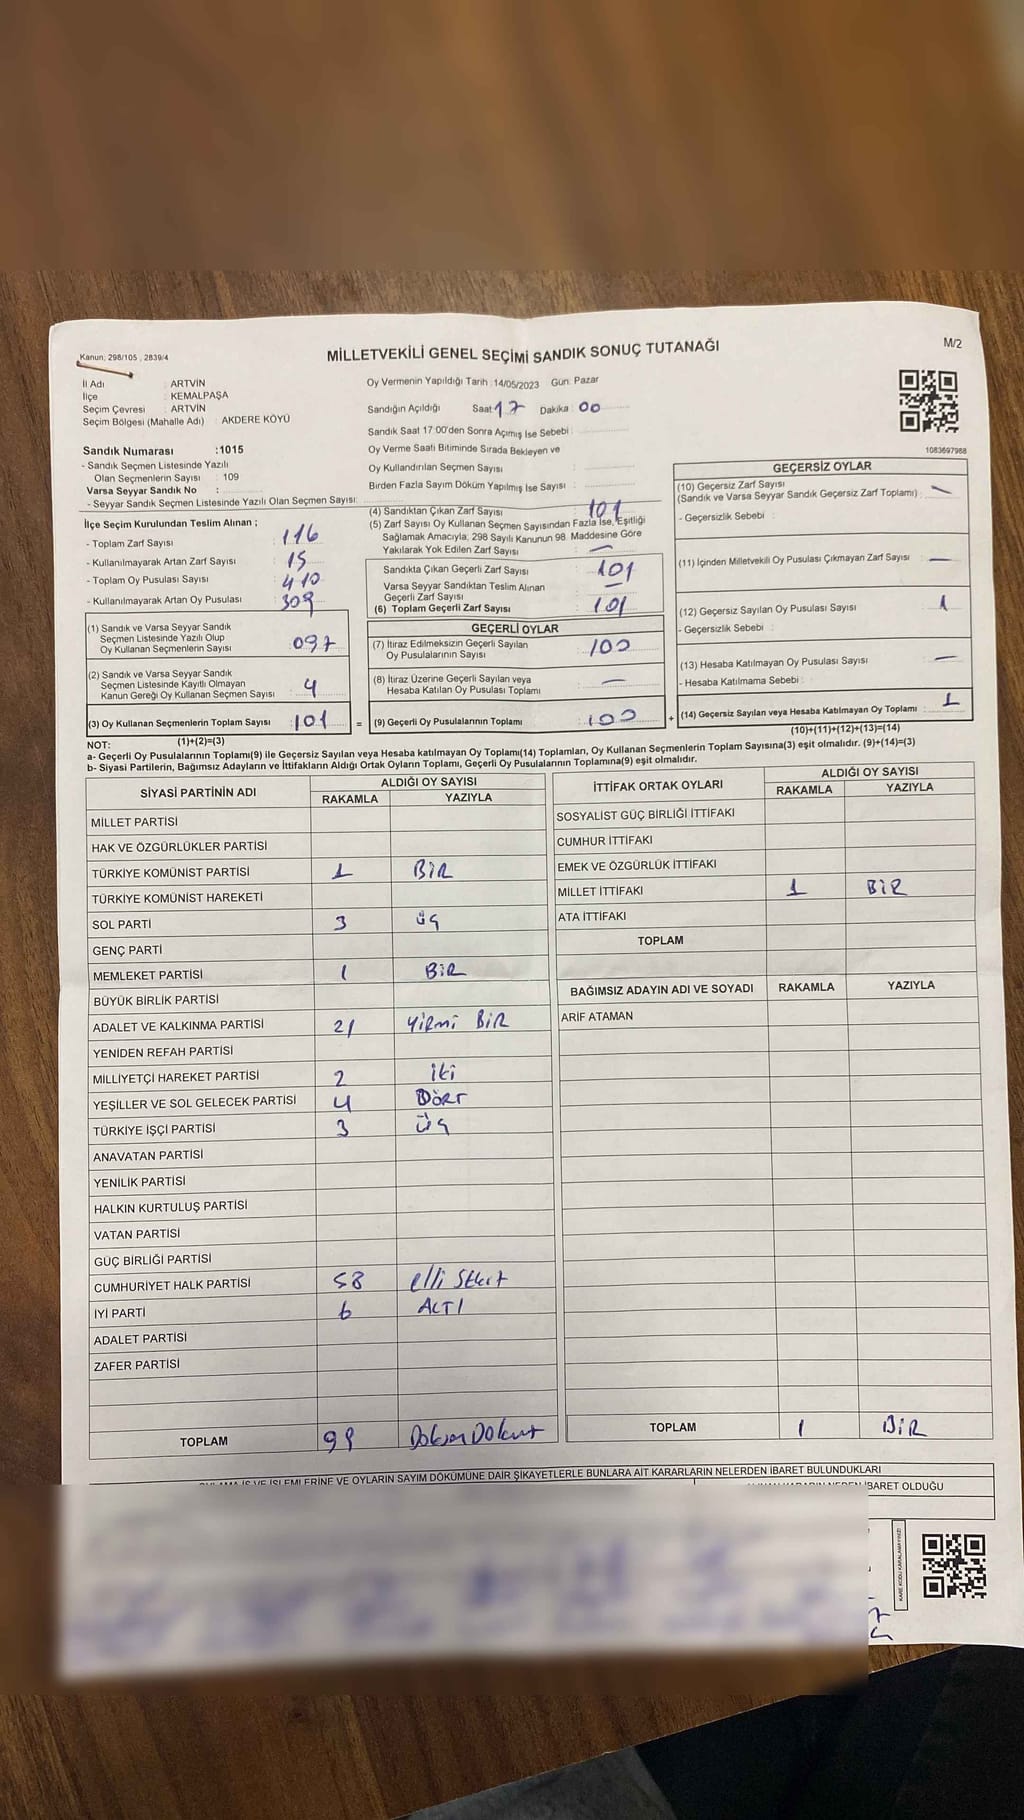 M/2
MİLLETVEKİLİ GENEL SEÇİMİ SANDIK SONUÇ TUTANAĞI
Kanun: 298/105 , 2839/4
İl Adı : ARTVİN
İlçe : KEMALPAŞA
Seçim Çevresi : ARTVİN
Seçim Bölgesi (Mahalle Adı) : AKDERE KÖYÜ
Sandık Numarası :1015
- Sandık Seçmen Listesinde Yazılı
Olan Seçmenlerin Sayısı : 109
Varsa Seyyar Sandık No :
- Seyyar Sandık Seçmen Listesinde Yazılı Olan Seçmen Sayısı:
Oy Vermenin Yapıldığı Tarih :14/05/2023 Gün: Pazar
Sandığın Açıldığı Saat 17 Dakika : 00
Sandık Saat 17:00'den Sonra Açımış İse Sebebi :
Oy Verme Saati Bitiminde Sırada Bekleyen ve
Oy Kullandırılan Seçmen Sayısı :
Birden Fazla Sayım Döküm Yapılmış İse Sayısı :
1083697988
İlçe Seçim Kurulundan Teslim Alınan ;
- Toplam Zarf Sayısı : 116
- Kullanılmayarak Artan Zarf Sayısı : 15
- Toplam Oy Pusulası Sayısı : 410
- Kullanılmayarak Artan Oy Pusulası : 309
(1) Sandık ve Varsa Seyyar Sandık
Seçmen Listesinde Yazılı Olup
Oy Kullanan Seçmenlerin Sayısı : 097
(2) Sandık ve Varsa Seyyar Sandık
Seçmen Listesinde Kayıtlı Olmayan
Kanun Gereği Oy Kullanan Seçmen Sayısı : 4
(3) Oy Kullanan Seçmenlerin Toplam Sayısı : 101 =
(1)+(2)=(3)
(4) Sandıktan Çıkan Zarf Sayısı : 101
(5) Zarf Sayısı Oy Kullanan Seçmen Sayısından Fazla İse, Eşitliği
Sağlamak Amacıyla; 298 Sayılı Kanunun 98. Maddesine Göre
Yakılarak Yok Edilen Zarf Sayısı : —
Sandıkta Çıkan Geçerli Zarf Sayısı : 101
Varsa Seyyar Sandıktan Teslim Alınan
Geçerli Zarf Sayısı : —
(6) Toplam Geçerli Zarf Sayısı : 101
GEÇERLİ OYLAR
(7) İtiraz Edilmeksizin Geçerli Sayılan
Oy Pusulalarının Sayısı : 100
(8) İtiraz Üzerine Geçerli Sayılan veya
Hesaba Katılan Oy Pusulası Toplamı : —
(9) Geçerli Oy Pusulalarının Toplamı : 100 +
GEÇERSİZ OYLAR
(10) Geçersiz Zarf Sayısı : —
(Sandık ve Varsa Seyyar Sandık Geçersiz Zarf Toplamı)
- Geçersizlik Sebebi :
(11) İçinden Milletvekili Oy Pusulası Çıkmayan Zarf Sayısı : —
(12) Geçersiz Sayılan Oy Pusulası Sayısı : 1
- Geçersizlik Sebebi :
(13) Hesaba Katılmayan Oy Pusulası Sayısı : —
- Hesaba Katılmama Sebebi :
(14) Geçersiz Sayılan veya Hesaba Katılmayan Oy Toplamı : 1
(10)+(11)+(12)+(13)=(14)
NOT:
a- Geçerli Oy Pusulalarının Toplamı(9) ile Geçersiz Sayılan veya Hesaba katılmayan Oy Toplamı(14) Toplamları, Oy Kullanan Seçmenlerin Toplam Sayısına(3) eşit olmalıdır. (9)+(14)=(3)
b- Siyasi Partilerin, Bağımsız Adayların ve İttifakların Aldığı Ortak Oyların Toplamı, Geçerli Oy Pusulalarının Toplamına(9) eşit olmalıdır.
SİYASİ PARTİNİN ADI
ALDIĞI OY SAYISI
RAKAMLA YAZIYLA
MİLLET PARTİSİ
HAK VE ÖZGÜRLÜKLER PARTİSİ
TÜRKİYE KOMÜNİST PARTİSİ 1 BİR
TÜRKİYE KOMÜNİST HAREKETİ
SOL PARTİ 3 üç
GENÇ PARTİ
MEMLEKET PARTİSİ 1 BİR
BÜYÜK BİRLİK PARTİSİ
ADALET VE KALKINMA PARTİSİ 21 YİRMİ BİR
YENİDEN REFAH PARTİSİ
MİLLİYETÇİ HAREKET PARTİSİ 2 iki
YEŞİLLER VE SOL GELECEK PARTİSİ 4 DÖRT
TÜRKİYE İŞÇİ PARTİSİ 3 üç
ANAVATAN PARTİSİ
YENİLİK PARTİSİ
HALKIN KURTULUŞ PARTİSİ
VATAN PARTİSİ
GÜÇ BİRLİĞİ PARTİSİ
CUMHURİYET HALK PARTİSİ 58 elli sekiz
İYİ PARTİ 6 ALTI
ADALET PARTİSİ
ZAFER PARTİSİ
TOPLAM 99
İTTİFAK ORTAK OYLARI
ALDIĞI OY SAYISI
RAKAMLA YAZIYLA
SOSYALİST GÜÇ BİRLİĞİ İTTİFAKI
CUMHUR İTTİFAKI
EMEK VE ÖZGÜRLÜK İTTİFAKI
MİLLET İTTİFAKI 1 BİR
ATA İTTİFAKI
TOPLAM
BAĞIMSIZ ADAYIN ADI VE SOYADI RAKAMLA YAZIYLA
ARİF ATAMAN
TOPLAM 1 BİR
İŞLEMLERİNE VE OYLARIN SAYIM DÖKÜMÜNE DAİR ŞİKAYETLERLE BUNLARA AİT KARARLARIN NELERDEN İBARET BULUNDUKLARI
İBARET OLDUĞU